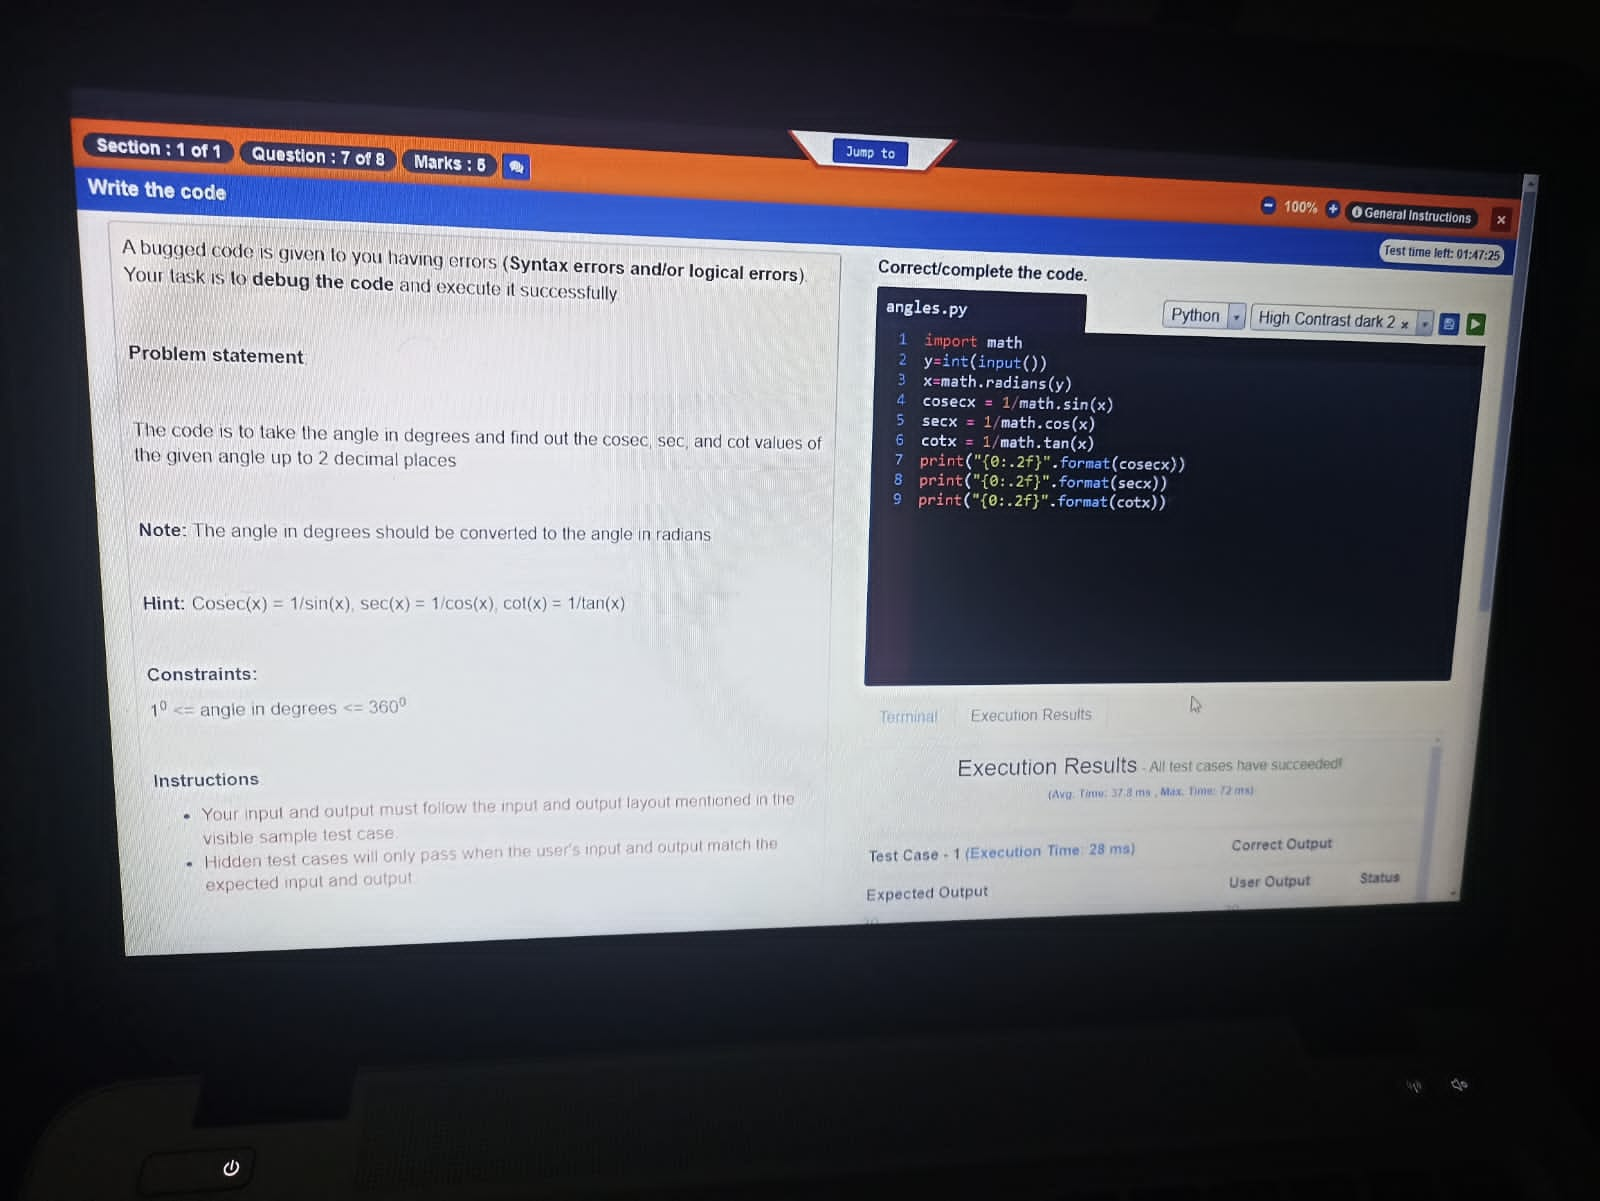 Section : 1 of 1
Question : 7 of 8
Marks : 5
Jump to
Write the code
100%
General Instructions
Test time left: 01:47:25
A bugged code is given to you having errors (Syntax errors and/or logical errors).
Your task is to debug the code and execute it successfully.
Problem statement
The code is to take the angle in degrees and find out the cosec, sec, and cot values of
the given angle up to 2 decimal places
Note: The angle in degrees should be converted to the angle in radians
Hint: Cosec(x) = 1/sin(x), sec(x) = 1/cos(x), cot(x) = 1/tan(x)
Constraints:
1⁰ <= angle in degrees <= 360⁰
Instructions
• Your input and output must follow the input and output layout mentioned in the
visible sample test case.
• Hidden test cases will only pass when the user's input and output match the
expected input and output.
Correct/complete the code.
angles.py
Python
High Contrast dark 2 x
1 import math
2 y=int(input())
3 x=math.radians(y)
4 cosecx = 1/math.sin(x)
5 secx = 1/math.cos(x)
6 cotx = 1/math.tan(x)
7 print("{0:.2f}".format(cosecx))
8 print("{0:.2f}".format(secx))
9 print("{0:.2f}".format(cotx))
Terminal
Execution Results
Execution Results - All test cases have succeeded!
(Avg. Time: 37.8 ms , Max. Time: 72 ms)
Test Case - 1 (Execution Time: 28 ms)
Correct Output
Expected Output
User Output
Status